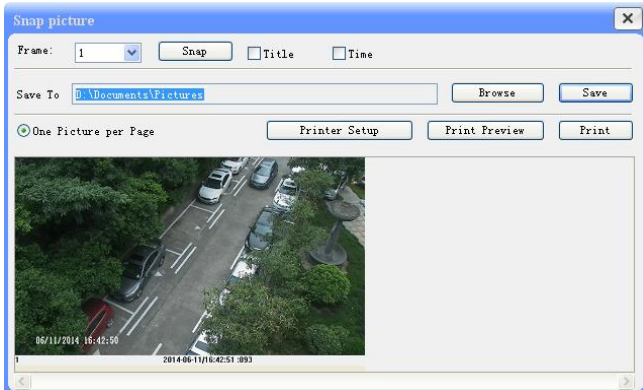 Snap picture
Frame: 1 Snap Title Time
Save To D:\Documents\Pictures Browse Save
One Picture per Page Printer Setup Print Preview Print
06/11/2014 16:42:50
1 2014-06-11/16:42:51 :093